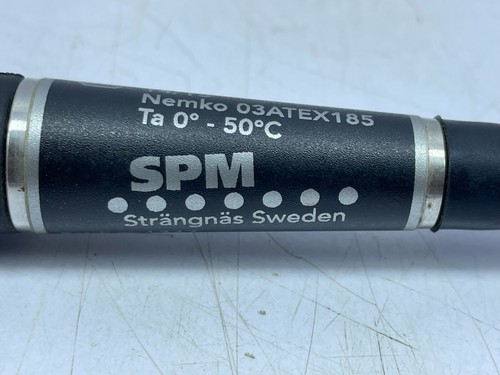 Nemko 03ATEX185
Ta 0° - 50°C
SPM
Strängnäs Sweden